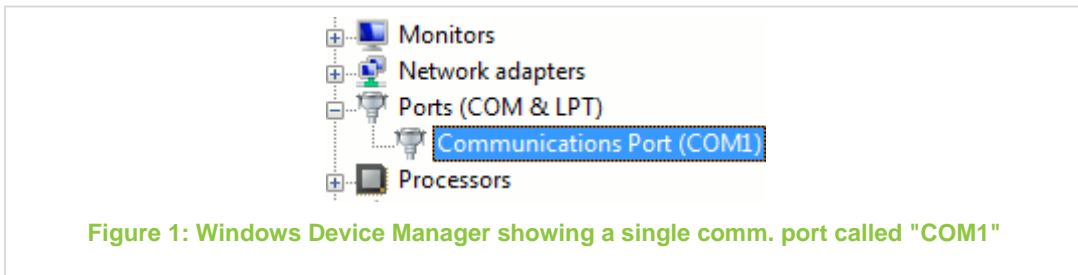 Monitors
Network adapters
Ports (COM & LPT)
Communications Port (COM1)
Processors
Figure 1: Windows Device Manager showing a single comm. port called "COM1"